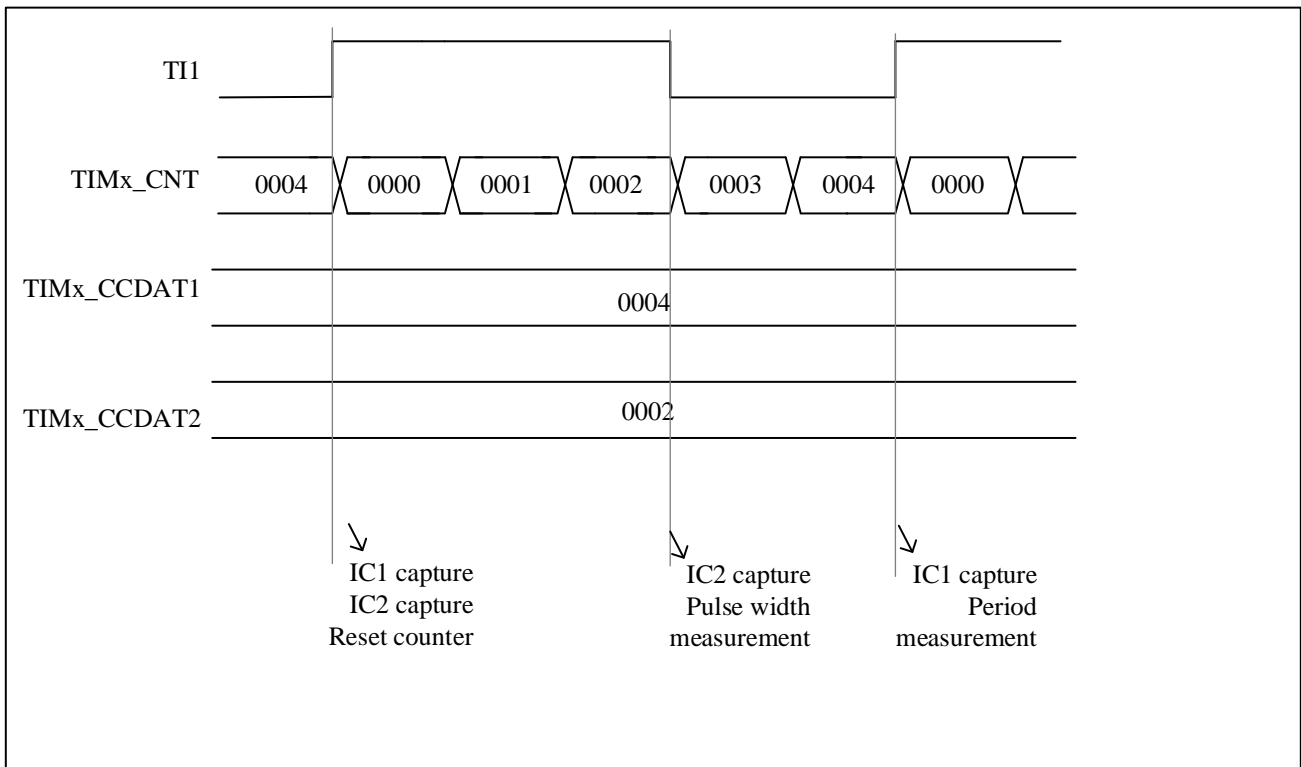 TI1
TIMx_CNT
0004
0000
0001
0002
0003
0004
0000
TIMx_CCDAT1
0004
TIMx_CCDAT2
0002
IC1 capture
IC2 capture
Reset counter
IC2 capture
Pulse width
measurement
IC1 capture
Period
measurement